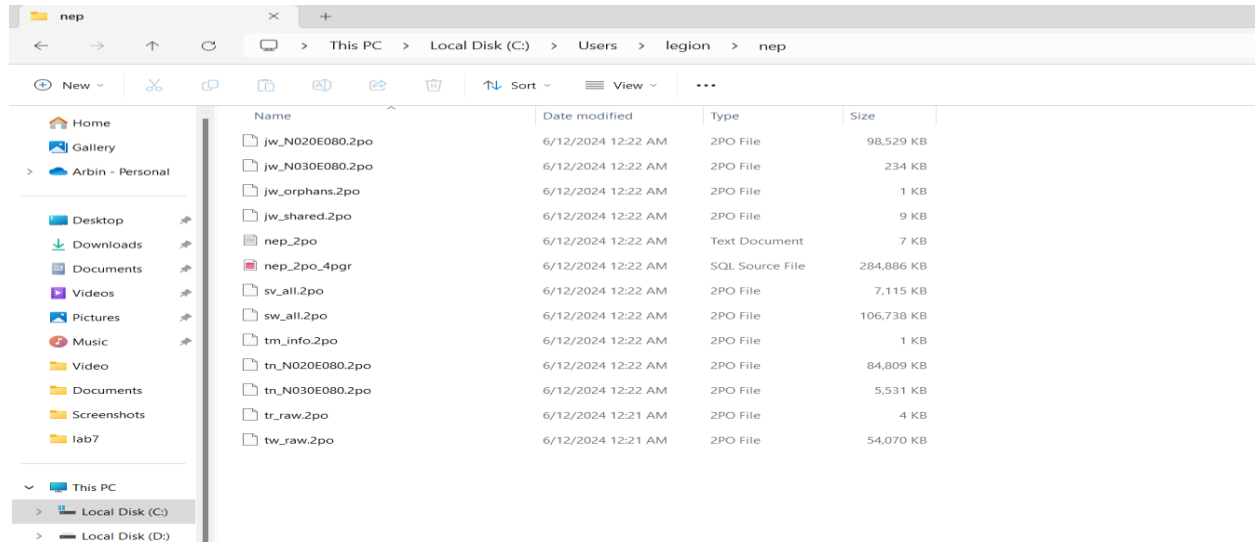 nep
This PC > Local Disk (C:) > Users > legion > nep
New Sort View
Name Date modified Type Size
Home
Gallery
Arbin - Personal
Desktop
Downloads
Documents
Videos
Pictures
Music
Video
Documents
Screenshots
lab7
This PC
Local Disk (C:)
Local Disk (D:)
jw_N020E080.2po 6/12/2024 12:22 AM 2PO File 98,529 KB
jw_N030E080.2po 6/12/2024 12:22 AM 2PO File 234 KB
jw_orphans.2po 6/12/2024 12:22 AM 2PO File 1 KB
jw_shared.2po 6/12/2024 12:22 AM 2PO File 9 KB
nep_2po 6/12/2024 12:22 AM Text Document 7 KB
nep_2po_4pgr 6/12/2024 12:22 AM SQL Source File 284,886 KB
sv_all.2po 6/12/2024 12:22 AM 2PO File 7,115 KB
sw_all.2po 6/12/2024 12:22 AM 2PO File 106,738 KB
tm_info.2po 6/12/2024 12:22 AM 2PO File 1 KB
tn_N020E080.2po 6/12/2024 12:22 AM 2PO File 84,809 KB
tn_N030E080.2po 6/12/2024 12:22 AM 2PO File 5,531 KB
tr_raw.2po 6/12/2024 12:21 AM 2PO File 4 KB
tw_raw.2po 6/12/2024 12:21 AM 2PO File 54,070 KB